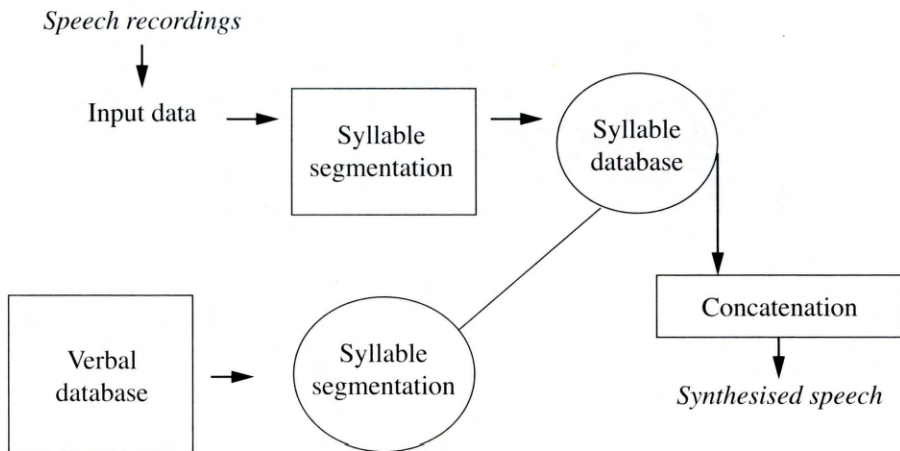 Speech recordings
Input data
Syllable
segmentation
Syllable
database
Concatenation
Synthesised speech
Verbal
database
Syllable
segmentation